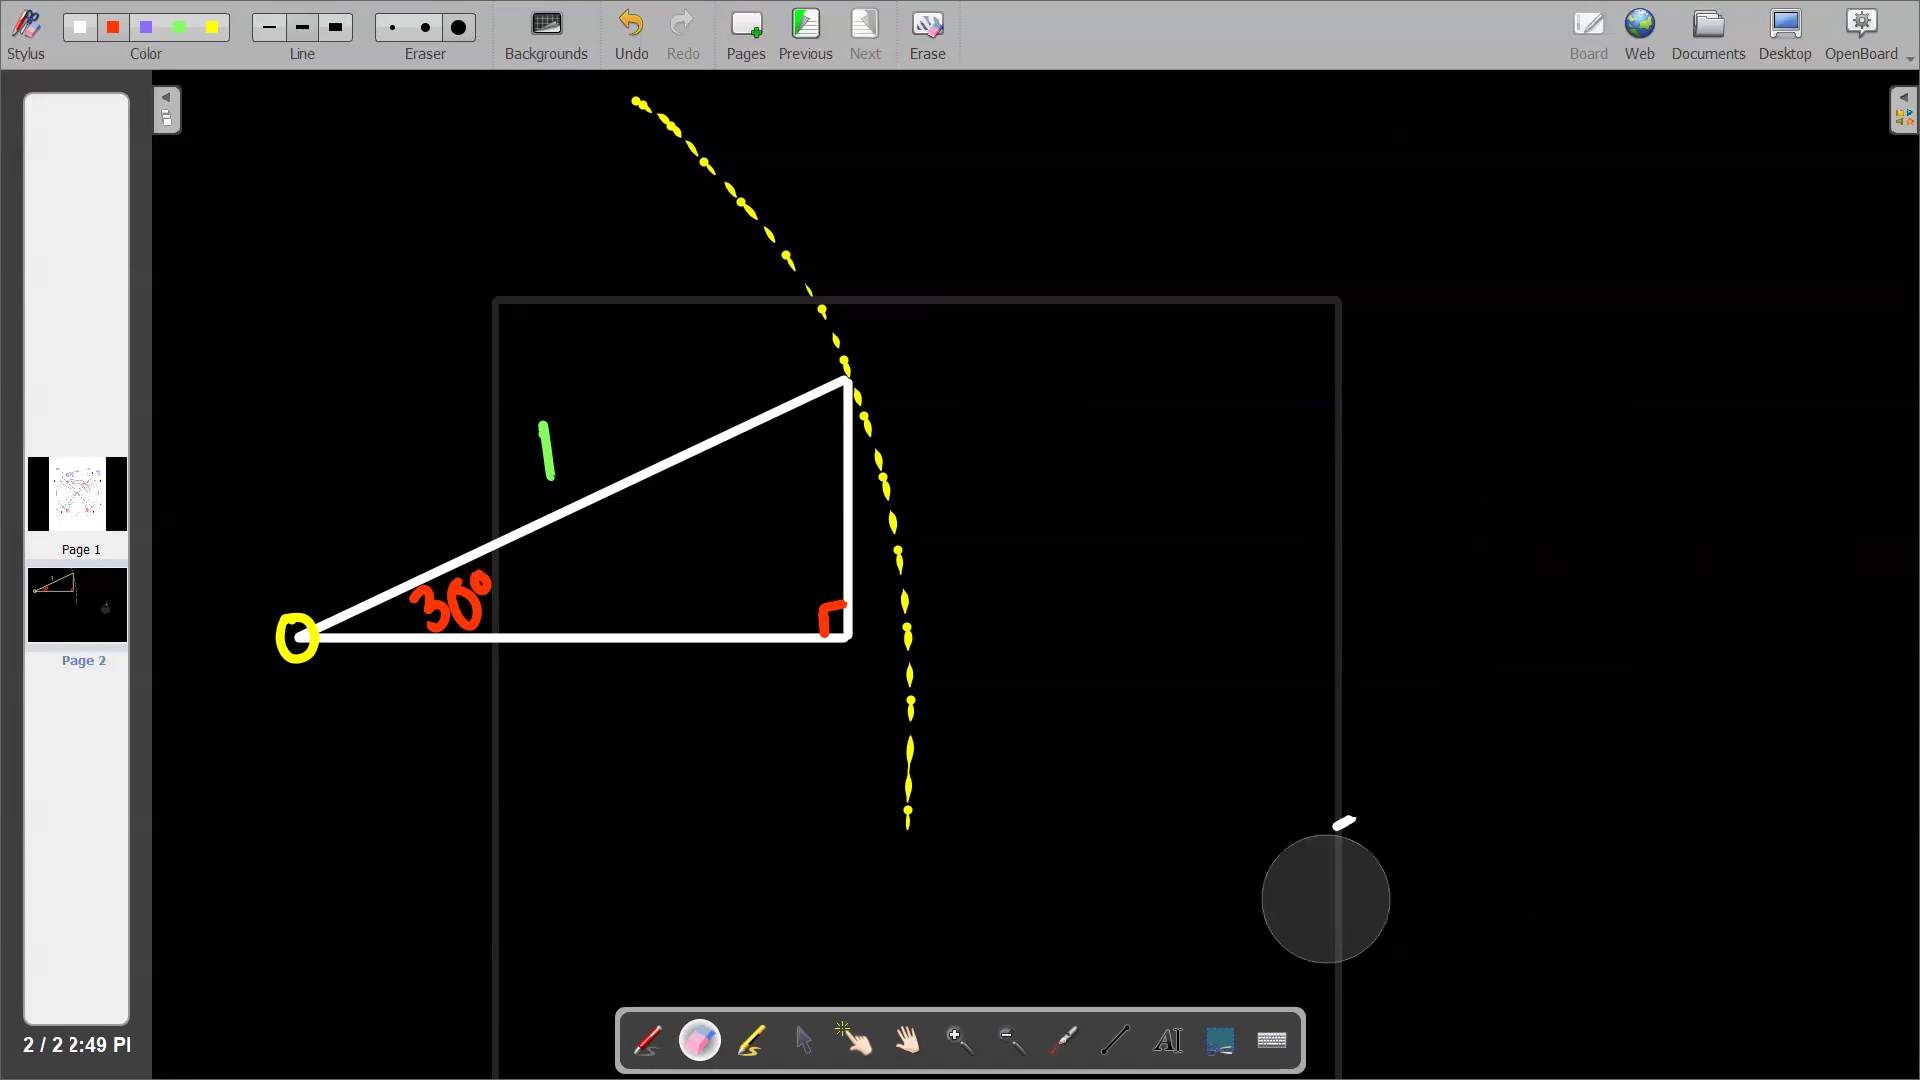 Stylus Color Line Eraser Backgrounds Undo Redo Pages Previous Next Erase Board Web Documents Desktop OpenBoard
1
30°
Page 1
Page 2
2 / 2 2:49 PM